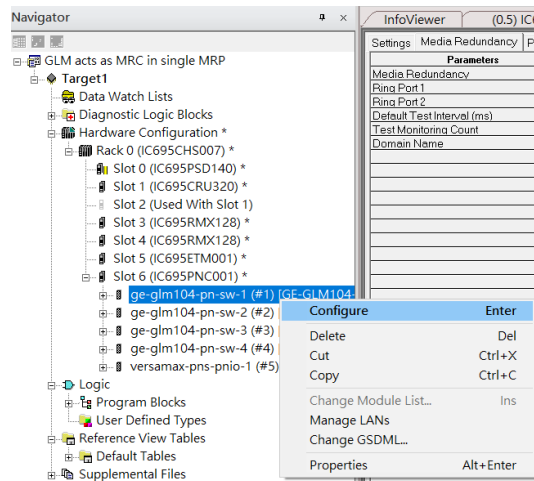 Navigator
GLM acts as MRC in single MRP
Target1
Data Watch Lists
Diagnostic Logic Blocks
Hardware Configuration *
Rack 0 (IC695CHS007) *
Slot 0 (IC695PSD140) *
Slot 1 (IC695CRU320) *
Slot 2 (Used With Slot 1)
Slot 3 (IC695RMX128) *
Slot 4 (IC695RMX128) *
Slot 5 (IC695ETM001) *
Slot 6 (IC695PNC001) *
ge-glm104-pn-sw-1 (#1) [GE-GLM104-
ge-glm104-pn-sw-2 (#2)
ge-glm104-pn-sw-3 (#3)
ge-glm104-pn-sw-4 (#4)
versamax-pns-pnio-1 (#5)
Logic
Program Blocks
User Defined Types
Reference View Tables
Default Tables
Supplemental Files
InfoViewer (0.5) IC6
Settings Media Redundancy P
Parameters
Media Redundancy
Ring Port 1
Ring Port 2
Default Test Interval (ms)
Test Monitoring Count
Domain Name
Configure Enter
Delete Del
Cut Ctrl+X
Copy Ctrl+C
Change Module List... Ins
Manage LANs
Change GSDML...
Properties Alt+Enter